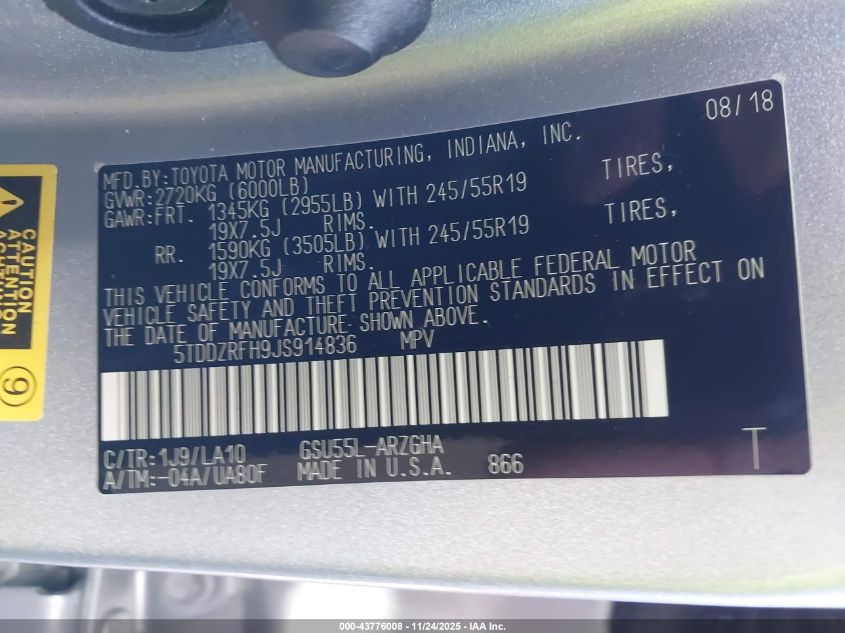 08/18
MFD.BY:TOYOTA MOTOR MANUFACTURING, INDIANA, INC.
GVWR:2720KG (6000LB)
GAWR:FRT. 1345KG (2955LB) WITH 245/55R19 TIRES,
19X7.5J RIMS.
RR. 1590KG (3505LB) WITH 245/55R19 TIRES,
19X7.5J RIMS.
THIS VEHICLE CONFORMS TO ALL APPLICABLE FEDERAL MOTOR
VEHICLE SAFETY AND THEFT PREVENTION STANDARDS IN EFFECT ON
THE DATE OF MANUFACTURE SHOWN ABOVE.
5TDDZRFH9JS914836 MPV
C/TR:1J9/LA10 GSU55L-ARZGHA
A/TM:-04A/UA80F MADE IN U.S.A. 866
T
CAUTION
ATTENTION
9
000-43776008 - 11/24/2025 - IAA Inc.